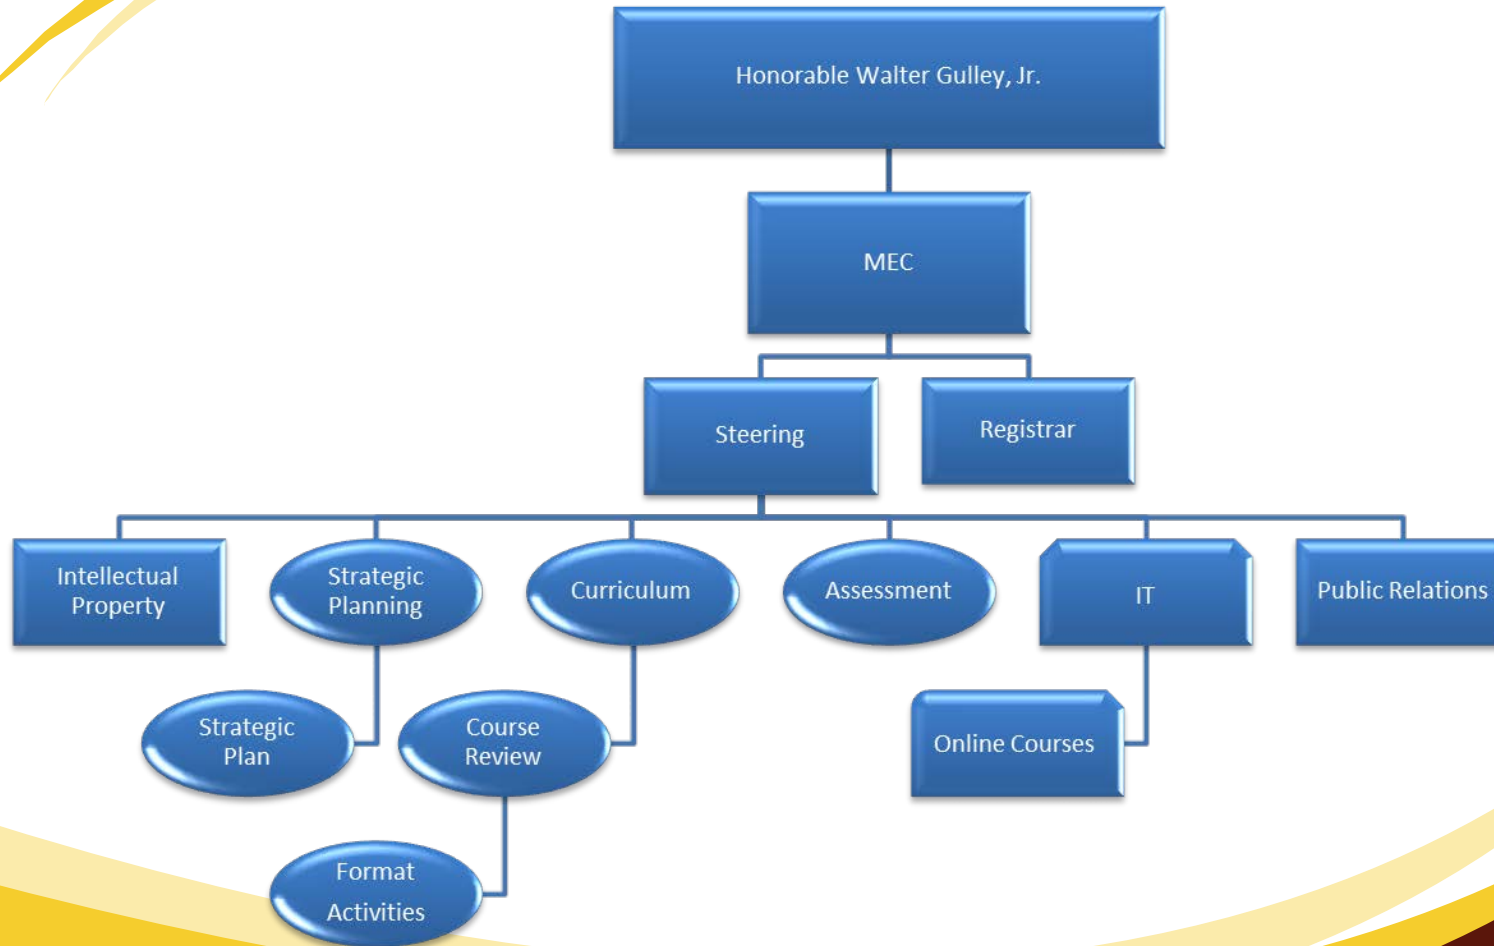 Honorable Walter Gulley, Jr.
MEC
Steering
Registrar
Intellectual
Property
Strategic
Planning
Curriculum
Assessment
IT
Public Relations
Strategic
Plan
Course
Review
Online Courses
Format
Activities